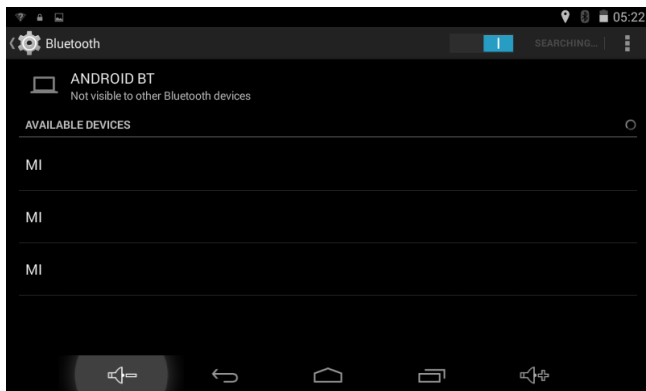 05:22
Bluetooth
SEARCHING...
ANDROID BT
Not visible to other Bluetooth devices
AVAILABLE DEVICES
MI
MI
MI